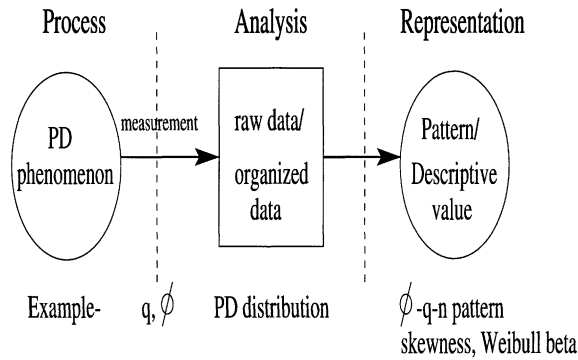 Process
Analysis
Representation
PD
phenomenon
measurement
raw data/
organized
data
Pattern/
Descriptive
value
Example-
q, ϕ
PD distribution
ϕ-q-n pattern
skewness, Weibull beta